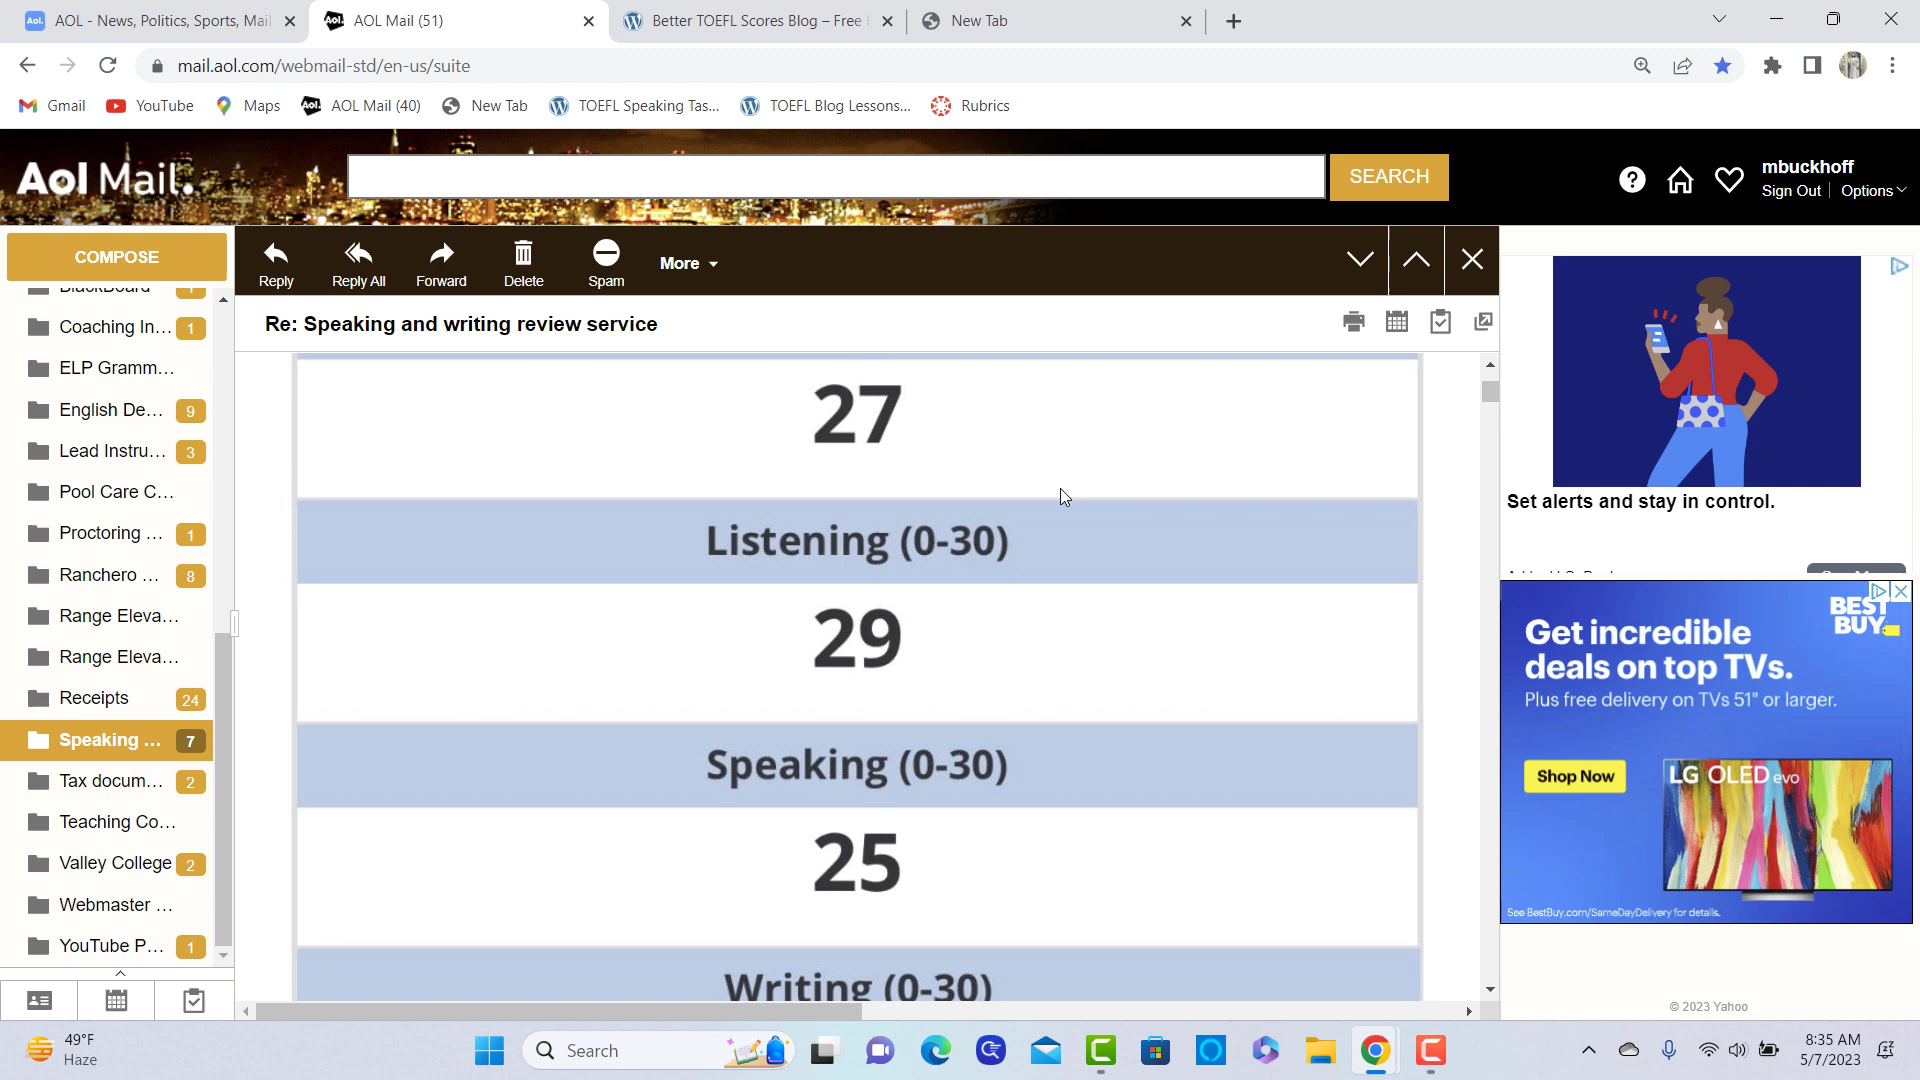 AOL - News, Politics, Sports, Mail
AOL Mail (51)
Better TOEFL Scores Blog – Free
New Tab
mail.aol.com/webmail-std/en-us/suite
Gmail
YouTube
Maps
AOL Mail (40)
New Tab
TOEFL Speaking Tas...
TOEFL Blog Lessons...
Rubrics
Aol Mail.
SEARCH
mbuckhoff
Sign Out
Options
COMPOSE
Reply
Reply All
Forward
Delete
Spam
More
Re: Speaking and writing review service
BlackBoard 1
Coaching In... 1
ELP Gramm...
English De... 9
Lead Instru... 3
Pool Care C...
Proctoring ... 1
Ranchero ... 8
Range Eleva...
Range Eleva...
Receipts 24
Speaking ... 7
Tax docum... 2
Teaching Co...
Valley College 2
Webmaster ...
YouTube P... 1
27
Listening (0-30)
29
Speaking (0-30)
25
Writing (0-30)
Set alerts and stay in control.
BEST BUY
Get incredible
deals on top TVs.
Plus free delivery on TVs 51" or larger.
Shop Now
LG OLED evo
See BestBuy.com/SameDayDelivery for details.
© 2023 Yahoo
49°F
Haze
Search
8:35 AM
5/7/2023